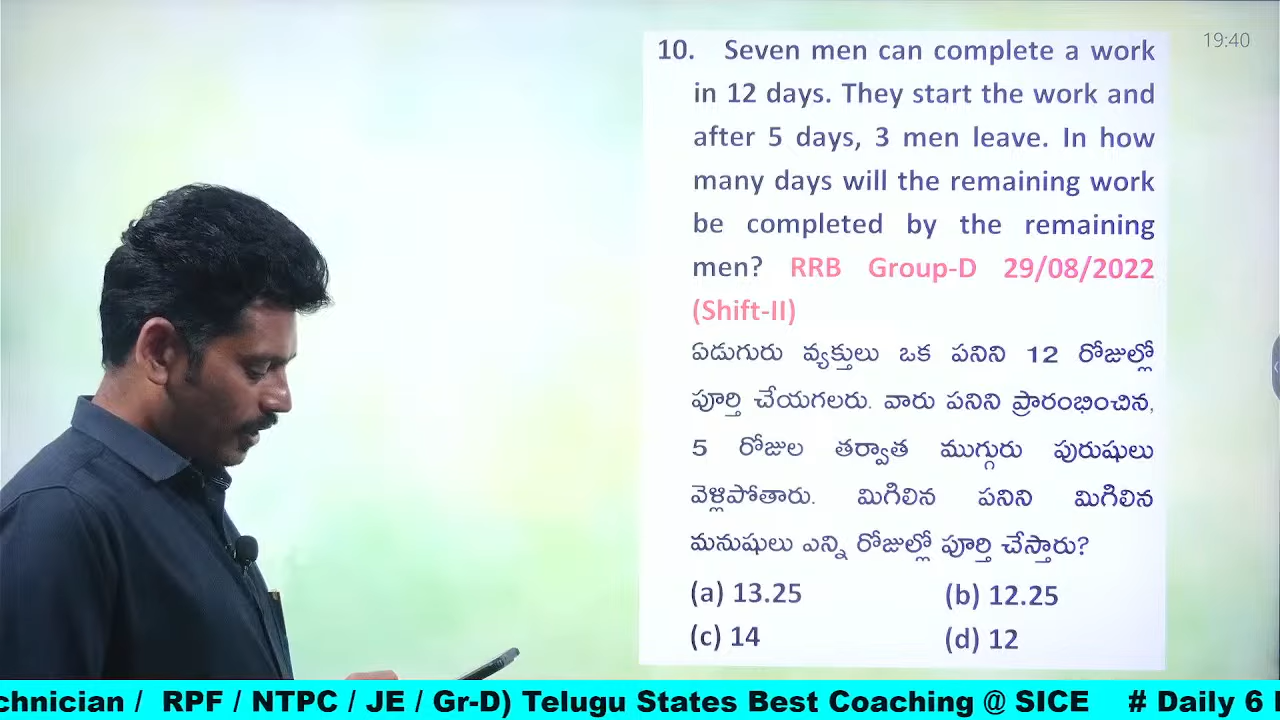 19:40
10. Seven men can complete a work
in 12 days. They start the work and
after 5 days, 3 men leave. In how
many days will the remaining work
be completed by the remaining
men? RRB Group-D 29/08/2022
(Shift-II)
ఏడుగురు వ్యక్తులు ఒక పనిని 12 రోజుల్లో
పూర్తి చేయగలరు. వారు పనిని ప్రారంభించిన,
5 రోజుల తర్వాత ముగ్గురు పురుషులు
వెళ్లిపోతారు. మిగిలిన పనిని మిగిలిన
మనుషులు ఎన్ని రోజుల్లో పూర్తి చేస్తారు?
(a) 13.25 (b) 12.25
(c) 14 (d) 12
chnician / RPF / NTPC / JE / Gr-D) Telugu States Best Coaching @ SICE # Daily 6